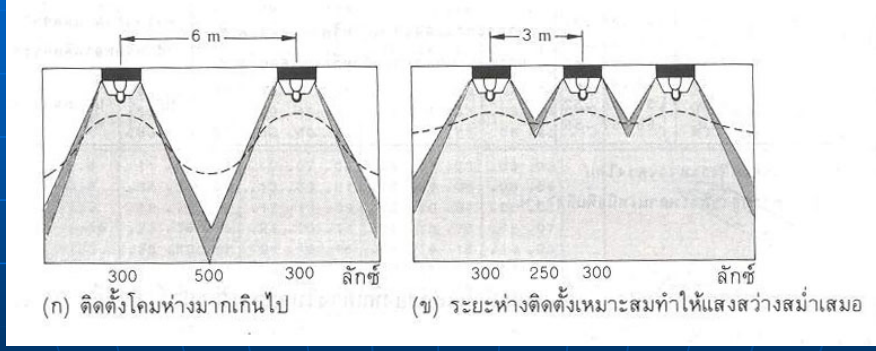 6 m
3 m
300 500 300 ลักซ์
300 250 300 ลักซ์
(ก) ติดตั้งโคมห่างมากเกินไป
(ข) ระยะห่างติดตั้งเหมาะสมทำให้แสงสว่างสม่ำเสมอ